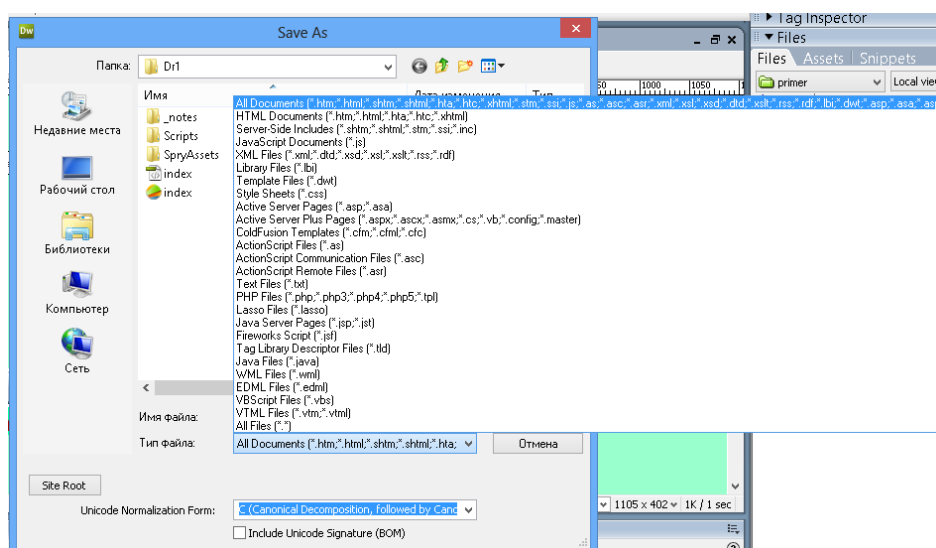 Dw
Save As
Tag Inspector
Files
Files Assets Snippets
primer
Local view
Папка:
Dr1
Имя
Дата изменения
Тип
50 1000 1050
_notes
Scripts
SpryAssets
index
index
Недавние места
Рабочий стол
Библиотеки
Компьютер
Сеть
All Documents (*.htm;*.html;*.shtm;*.shtml;*.hta;*.htc;*.xhtml;*.stm;*.ssi;*.js;*.as;*.asc;*.asr;*.xml;*.xsl;*.xsd;*.dtd;*.xslt;*.rss;*.rdf;*.lbi;*.dwt;*.asp;*.asa;*.asp
HTML Documents (*.htm;*.html;*.hta;*.htc;*.xhtml)
Server-Side Includes (*.shtm;*.shtml;*.stm;*.ssi;*.inc)
JavaScript Documents (*.js)
XML Files (*.xml;*.dtd;*.xsd;*.xsl;*.xslt;*.rss;*.rdf)
Library Files (*.lbi)
Template Files (*.dwt)
Style Sheets (*.css)
Active Server Pages (*.asp;*.asa)
Active Server Plus Pages (*.aspx;*.ascx;*.asmx;*.cs;*.vb;*.config;*.master)
ColdFusion Templates (*.cfm;*.cfml;*.cfc)
ActionScript Files (*.as)
ActionScript Communication Files (*.asc)
ActionScript Remote Files (*.asr)
Text Files (*.txt)
PHP Files (*.php;*.php3;*.php4;*.php5;*.tpl)
Lasso Files (*.lasso)
Java Server Pages (*.jsp;*.jst)
Fireworks Script (*.jsf)
Tag Library Descriptor Files (*.tld)
Java Files (*.java)
WML Files (*.wml)
EDML Files (*.edml)
VBScript Files (*.vbs)
VTML Files (*.vtm;*.vtml)
All Files (*.*)
Имя файла:
Тип файла:
All Documents (*.htm;*.html;*.shtm;*.shtml;*.hta;
Отмена
Site Root
Unicode Normalization Form:
C (Canonical Decomposition, followed by Canc
Include Unicode Signature (BOM)
1105 x 402
1K / 1 sec